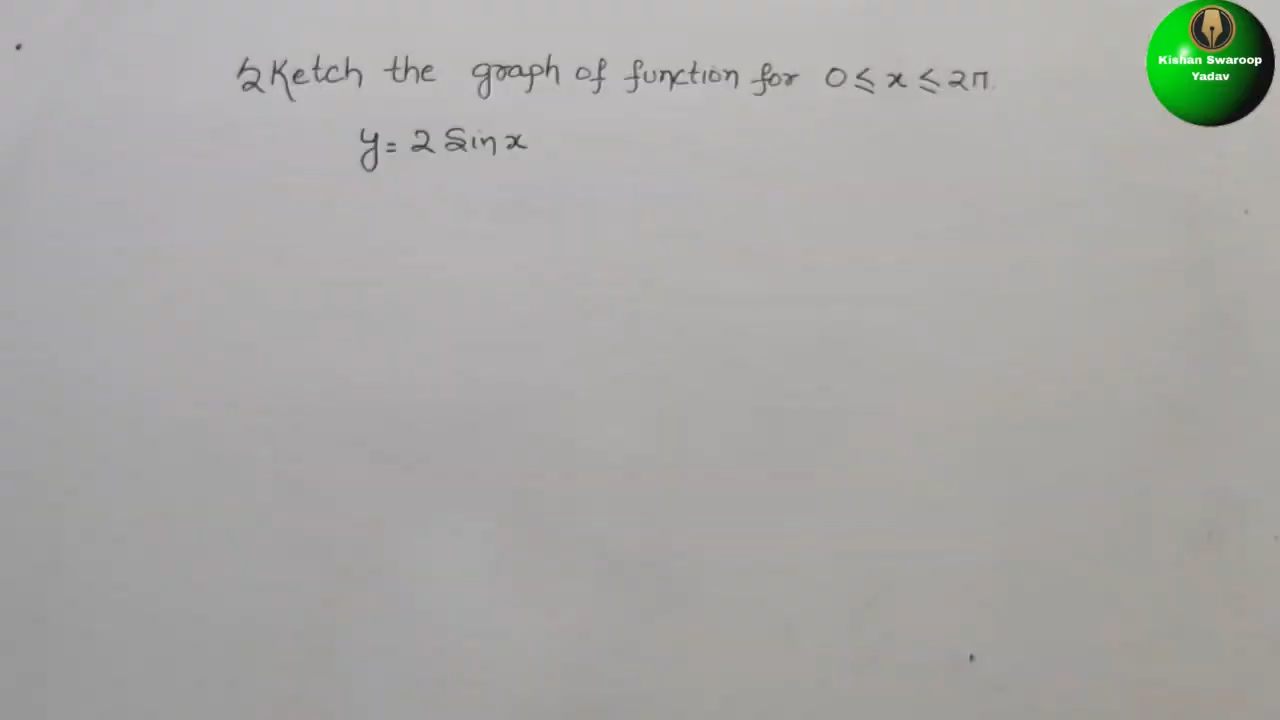 Sketch the graph of function for 0 ≤ x ≤ 2π.
y = 2 Sin x
Kishan Swaroop
Yadav